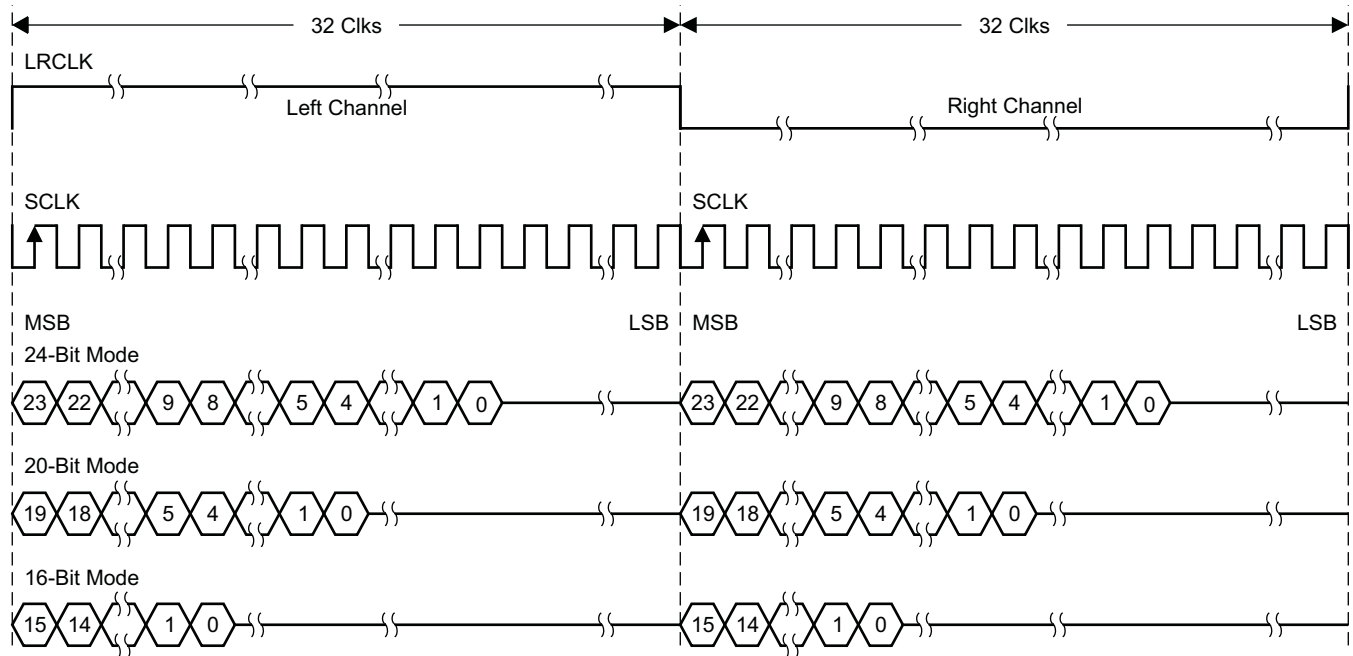 32 Clks 32 Clks
LRCLK
Left Channel Right Channel
SCLK SCLK
MSB LSB MSB LSB
24-Bit Mode
23 22 9 8 5 4 1 0 23 22 9 8 5 4 1 0
20-Bit Mode
19 18 5 4 1 0 19 18 5 4 1 0
16-Bit Mode
15 14 1 0 15 14 1 0